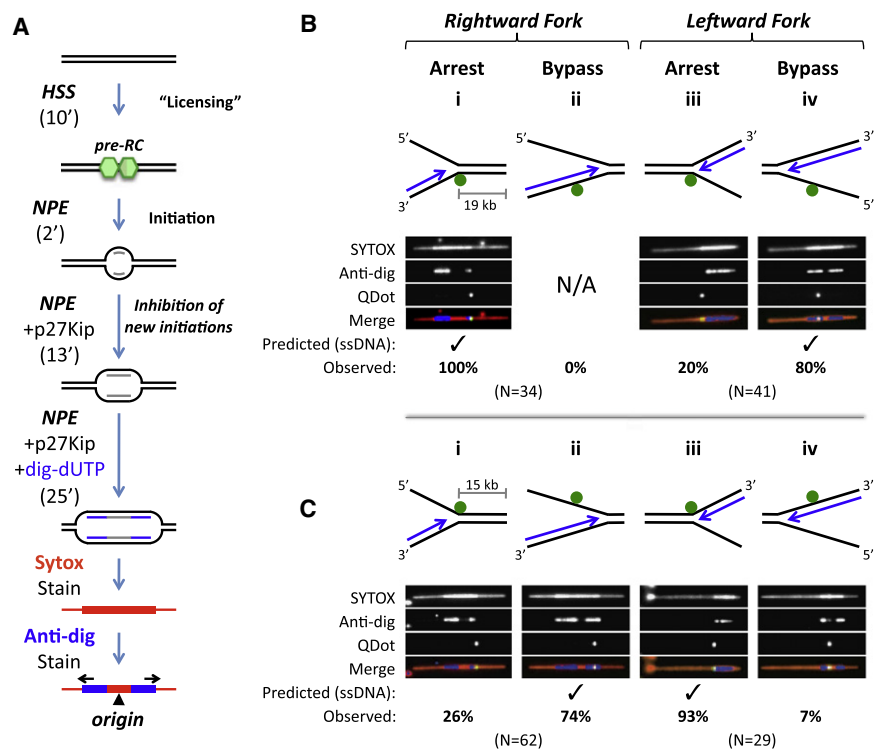 A
HSS
(10’)
“Licensing”
pre-RC
NPE
(2’)
Initiation
NPE
+p27Kip
(13’)
Inhibition of
new initiations
NPE
+p27Kip
+dig-dUTP
(25’)
Sytox
Stain
Anti-dig
Stain
origin
B
Rightward Fork Leftward Fork
Arrest Bypass Arrest Bypass
i ii iii iv
5’ 5’ 3’ 3’
3’ 19 kb 5’
SYTOX
Anti-dig
QDot
Merge
N/A
Predicted (ssDNA): ✓ ✓
Observed: 100% 0% 20% 80%
(N=34) (N=41)
i ii iii iv
C
5’ 15 kb 5’ 3’ 3’
3’ 3’ 5’
SYTOX
Anti-dig
QDot
Merge
Predicted (ssDNA): ✓ ✓
Observed: 26% 74% 93% 7%
(N=62) (N=29)